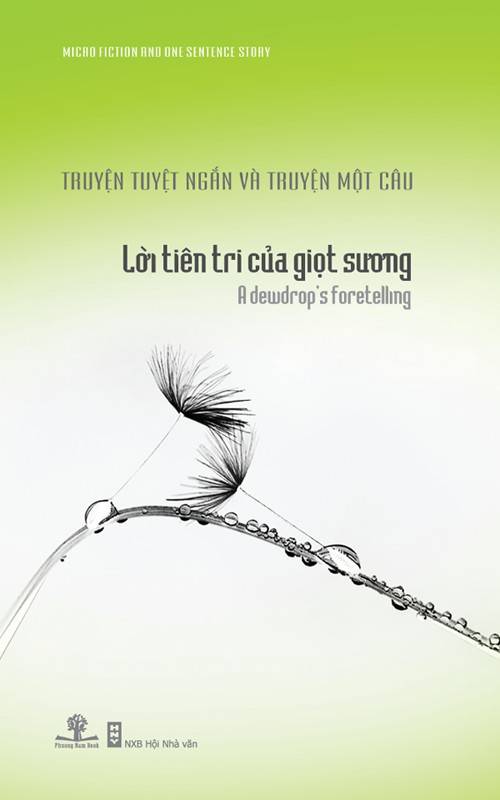 MICRO FICTION AND ONE SENTENCE STORY
TRUYỆN TUYỆT NGẮN VÀ TRUYỆN MỘT CÂU
Lời tiên tri của giọt sương
A dewdrop's foretelling
Phuong Nam Book
HNV
NXB Hội Nhà văn